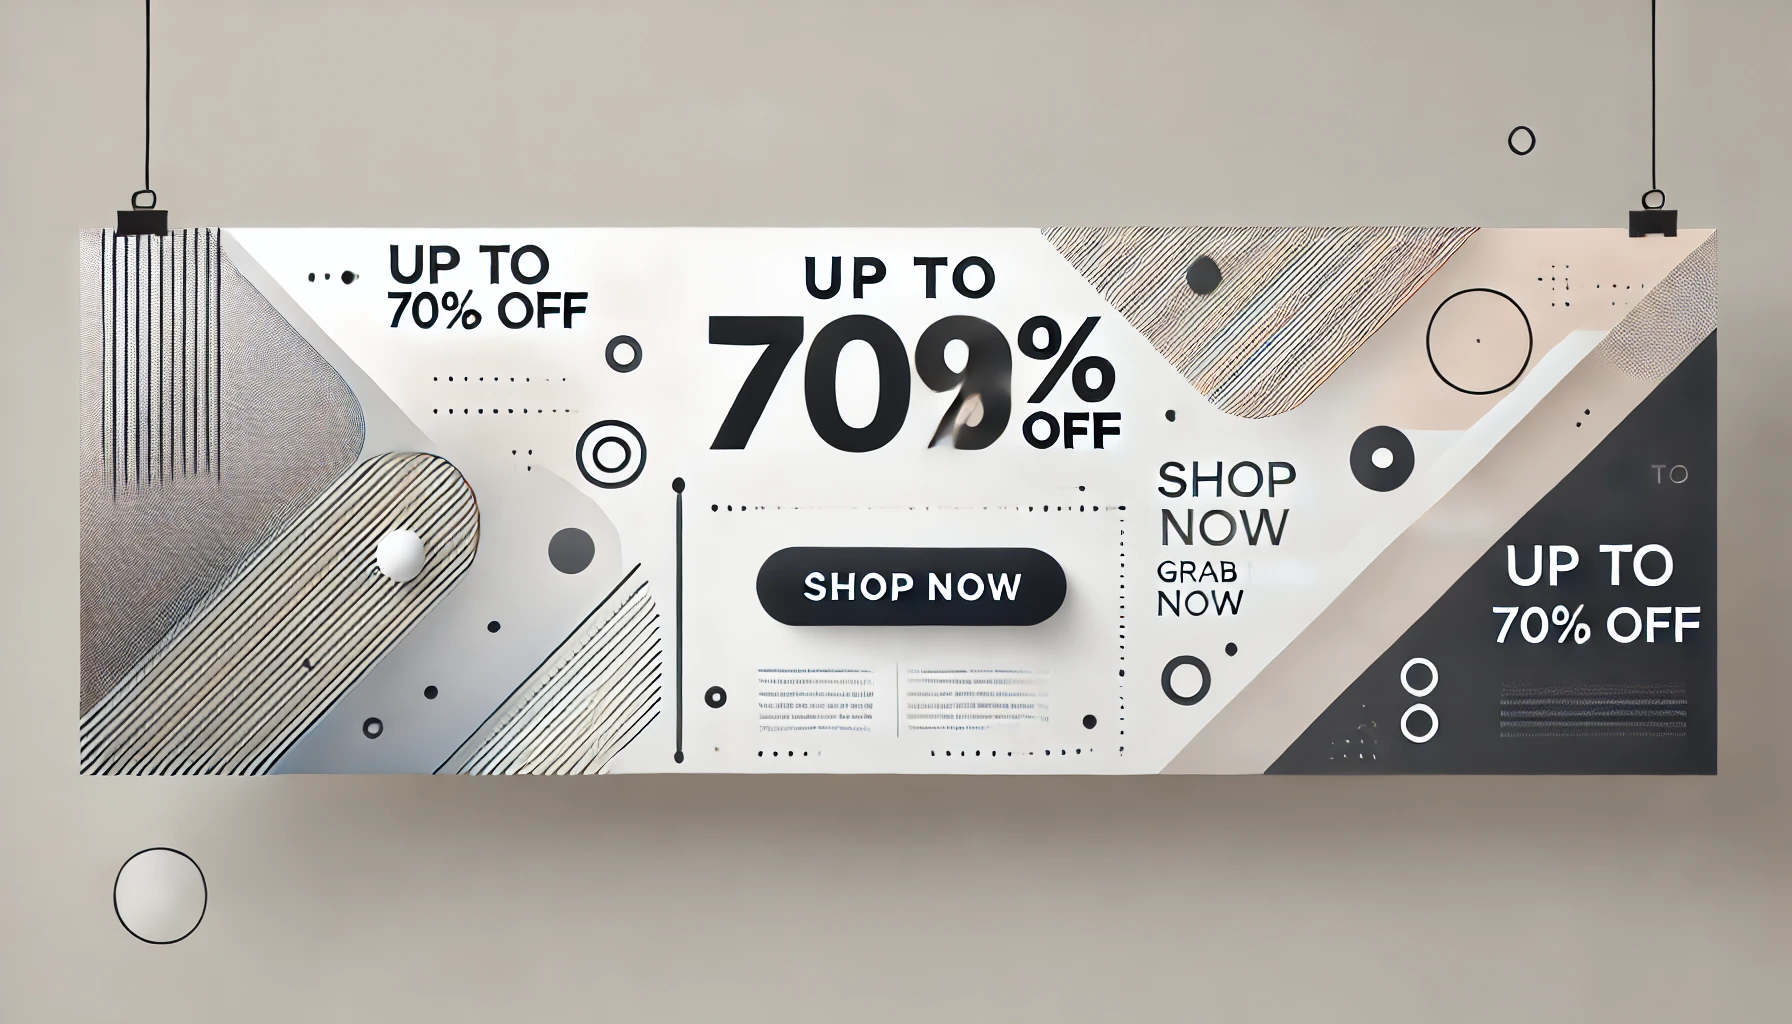 UP TO
70% OFF
UP TO
709%
OFF
SHOP NOW
SHOP
NOW
GRAB
NOW
TO
UP TO
70% OFF